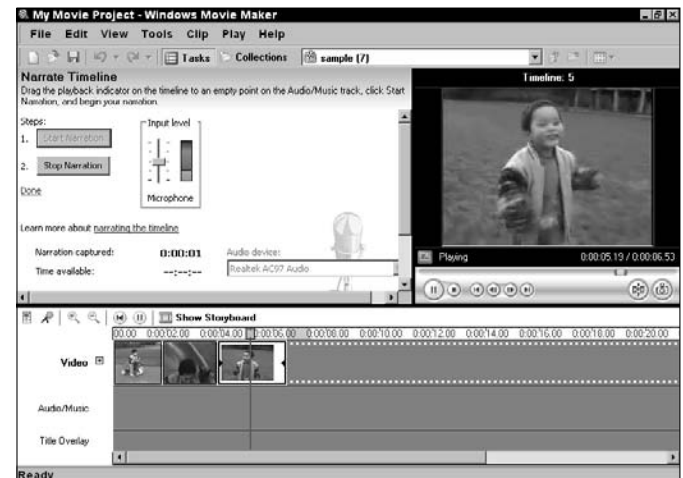 My Movie Project - Windows Movie Maker
File Edit View Tools Clip Play Help
Tasks Collections sample (7)
Narrate Timeline
Drag the playback indicator on the timeline to an empty point on the Audio/Music track, click Start
Narration, and begin your narration.
Steps:
1. Start Narration
2. Stop Narration
Done
Input level
Microphone
Learn more about narrating the timeline
Narration captured: 0:00:01
Time available: --:--:--
Audio device:
Realtek AC97 Audio
Timeline: 5
Playing 0:00:05.19 / 0:00:06.53
Show Storyboard
00.00 0:00:02.00 0:00:04.00 0:00:06.00 0:00:08.00 0:00:10.00 0:00:12.00 0:00:14.00 0:00:16.00 0:00:18.00 0:00:20.00
Video
Audio/Music
Title Overlay
Ready